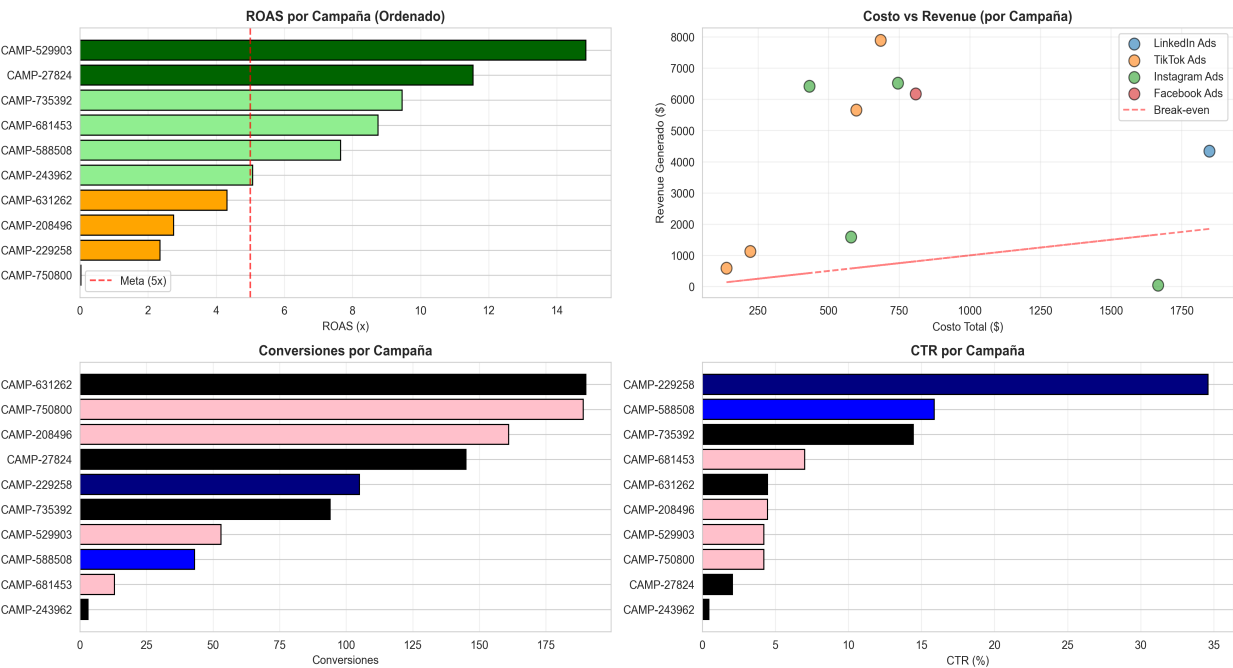 ROAS por Campaña (Ordenado)
CAMP-529903
CAMP-27824
CAMP-735392
CAMP-681453
CAMP-588508
CAMP-243962
CAMP-631262
CAMP-208496
CAMP-229258
CAMP-750800
Meta (5x)
0 2 4 6 8 10 12 14
ROAS (x)
Costo vs Revenue (por Campaña)
Revenue Generado ($)
8000
7000
6000
5000
4000
3000
2000
1000
0
LinkedIn Ads
TikTok Ads
Instagram Ads
Facebook Ads
Break-even
250 500 750 1000 1250 1500 1750
Costo Total ($)
Conversiones por Campaña
CAMP-631262
CAMP-750800
CAMP-208496
CAMP-27824
CAMP-229258
CAMP-735392
CAMP-529903
CAMP-588508
CAMP-681453
CAMP-243962
0 25 50 75 100 125 150 175
Conversiones
CTR por Campaña
CAMP-229258
CAMP-588508
CAMP-735392
CAMP-681453
CAMP-631262
CAMP-208496
CAMP-529903
CAMP-750800
CAMP-27824
CAMP-243962
0 5 10 15 20 25 30 35
CTR (%)